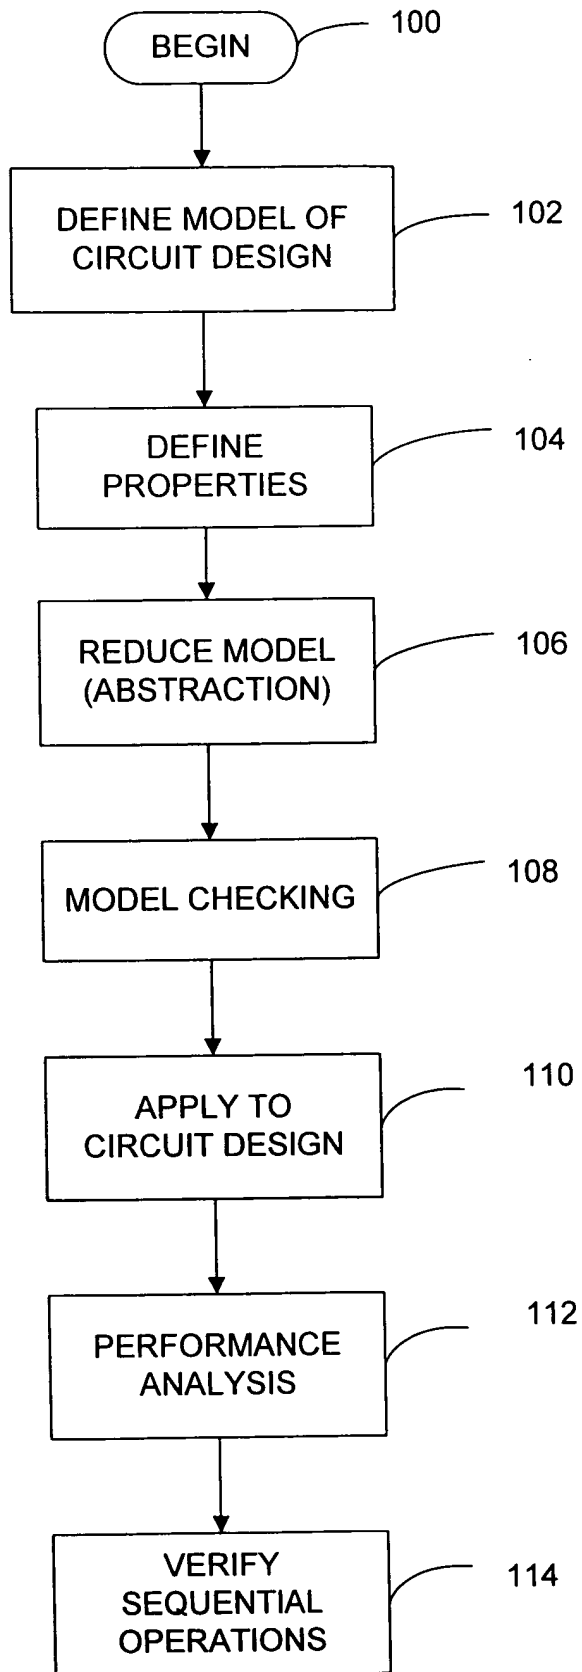 BEGIN
100
DEFINE MODEL OF
CIRCUIT DESIGN
102
DEFINE
PROPERTIES
104
REDUCE MODEL
(ABSTRACTION)
106
MODEL CHECKING
108
APPLY TO
CIRCUIT DESIGN
110
PERFORMANCE
ANALYSIS
112
VERIFY
SEQUENTIAL
OPERATIONS
114